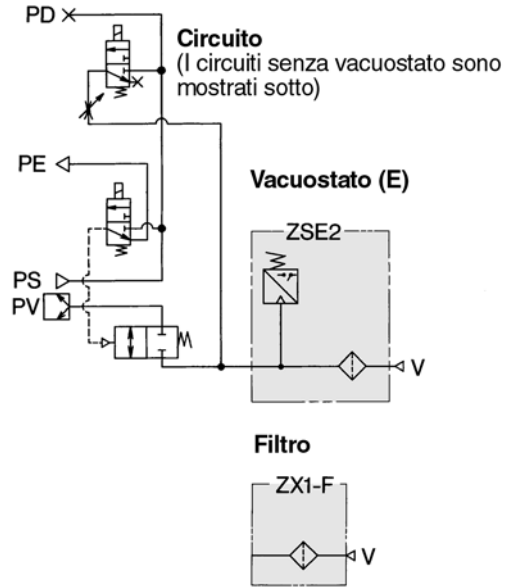 PD
Circuito
(I circuiti senza vacuostato sono
mostrati sotto)
PE
Vacuostato (E)
ZSE2
PS
PV
V
Filtro
ZX1-F
V